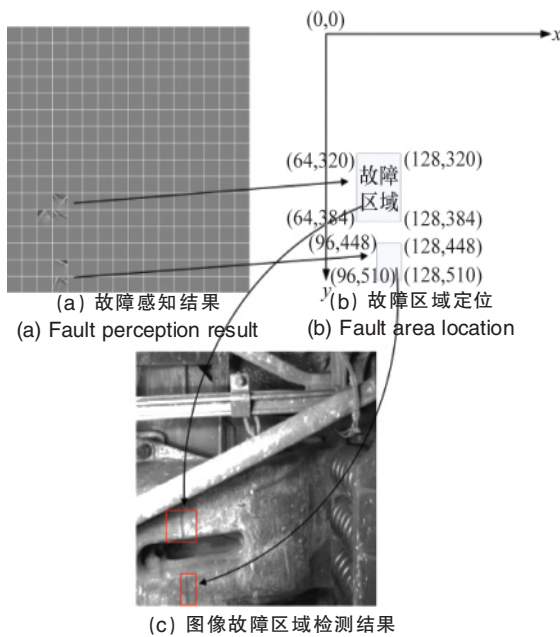 (0,0)
x
(64,320)
(128,320)
故障
区域
(64,384)
(128,384)
(96,448)
(128,448)
(96,510)
(128,510)
y
(a) 故障感知结果
(b) 故障区域定位
(a) Fault perception result
(b) Fault area location
(c) 图像故障区域检测结果